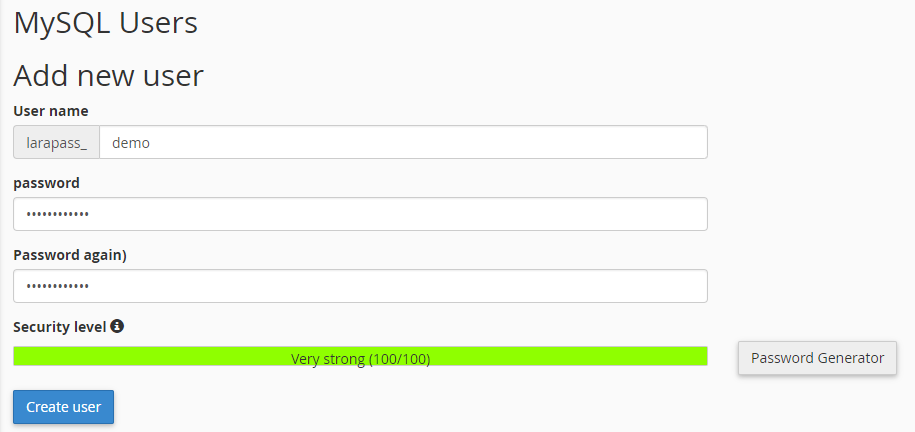 MySQL Users
Add new user
User name
larapass_ demo
password
••••••••••••
Password again)
••••••••••••
Security level
Very strong (100/100) Password Generator
Create user